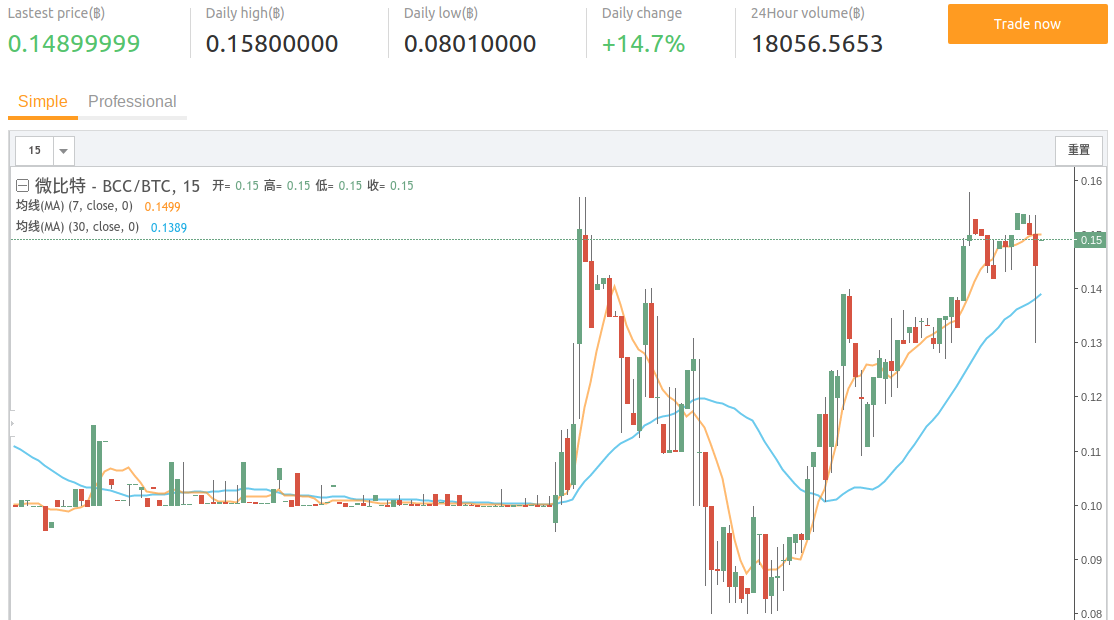 Lastest price(฿) Daily high(฿) Daily low(฿) Daily change 24Hour volume(฿)
0.14899999 0.15800000 0.08010000 +14.7% 18056.5653
Trade now
Simple Professional
15 重置
微比特 - BCC/BTC, 15 开= 0.15 高= 0.15 低= 0.15 收= 0.15
均线(MA) (7, close, 0) 0.1499
均线(MA) (30, close, 0) 0.1389
0.16
0.15
0.14
0.13
0.12
0.11
0.10
0.09
0.08